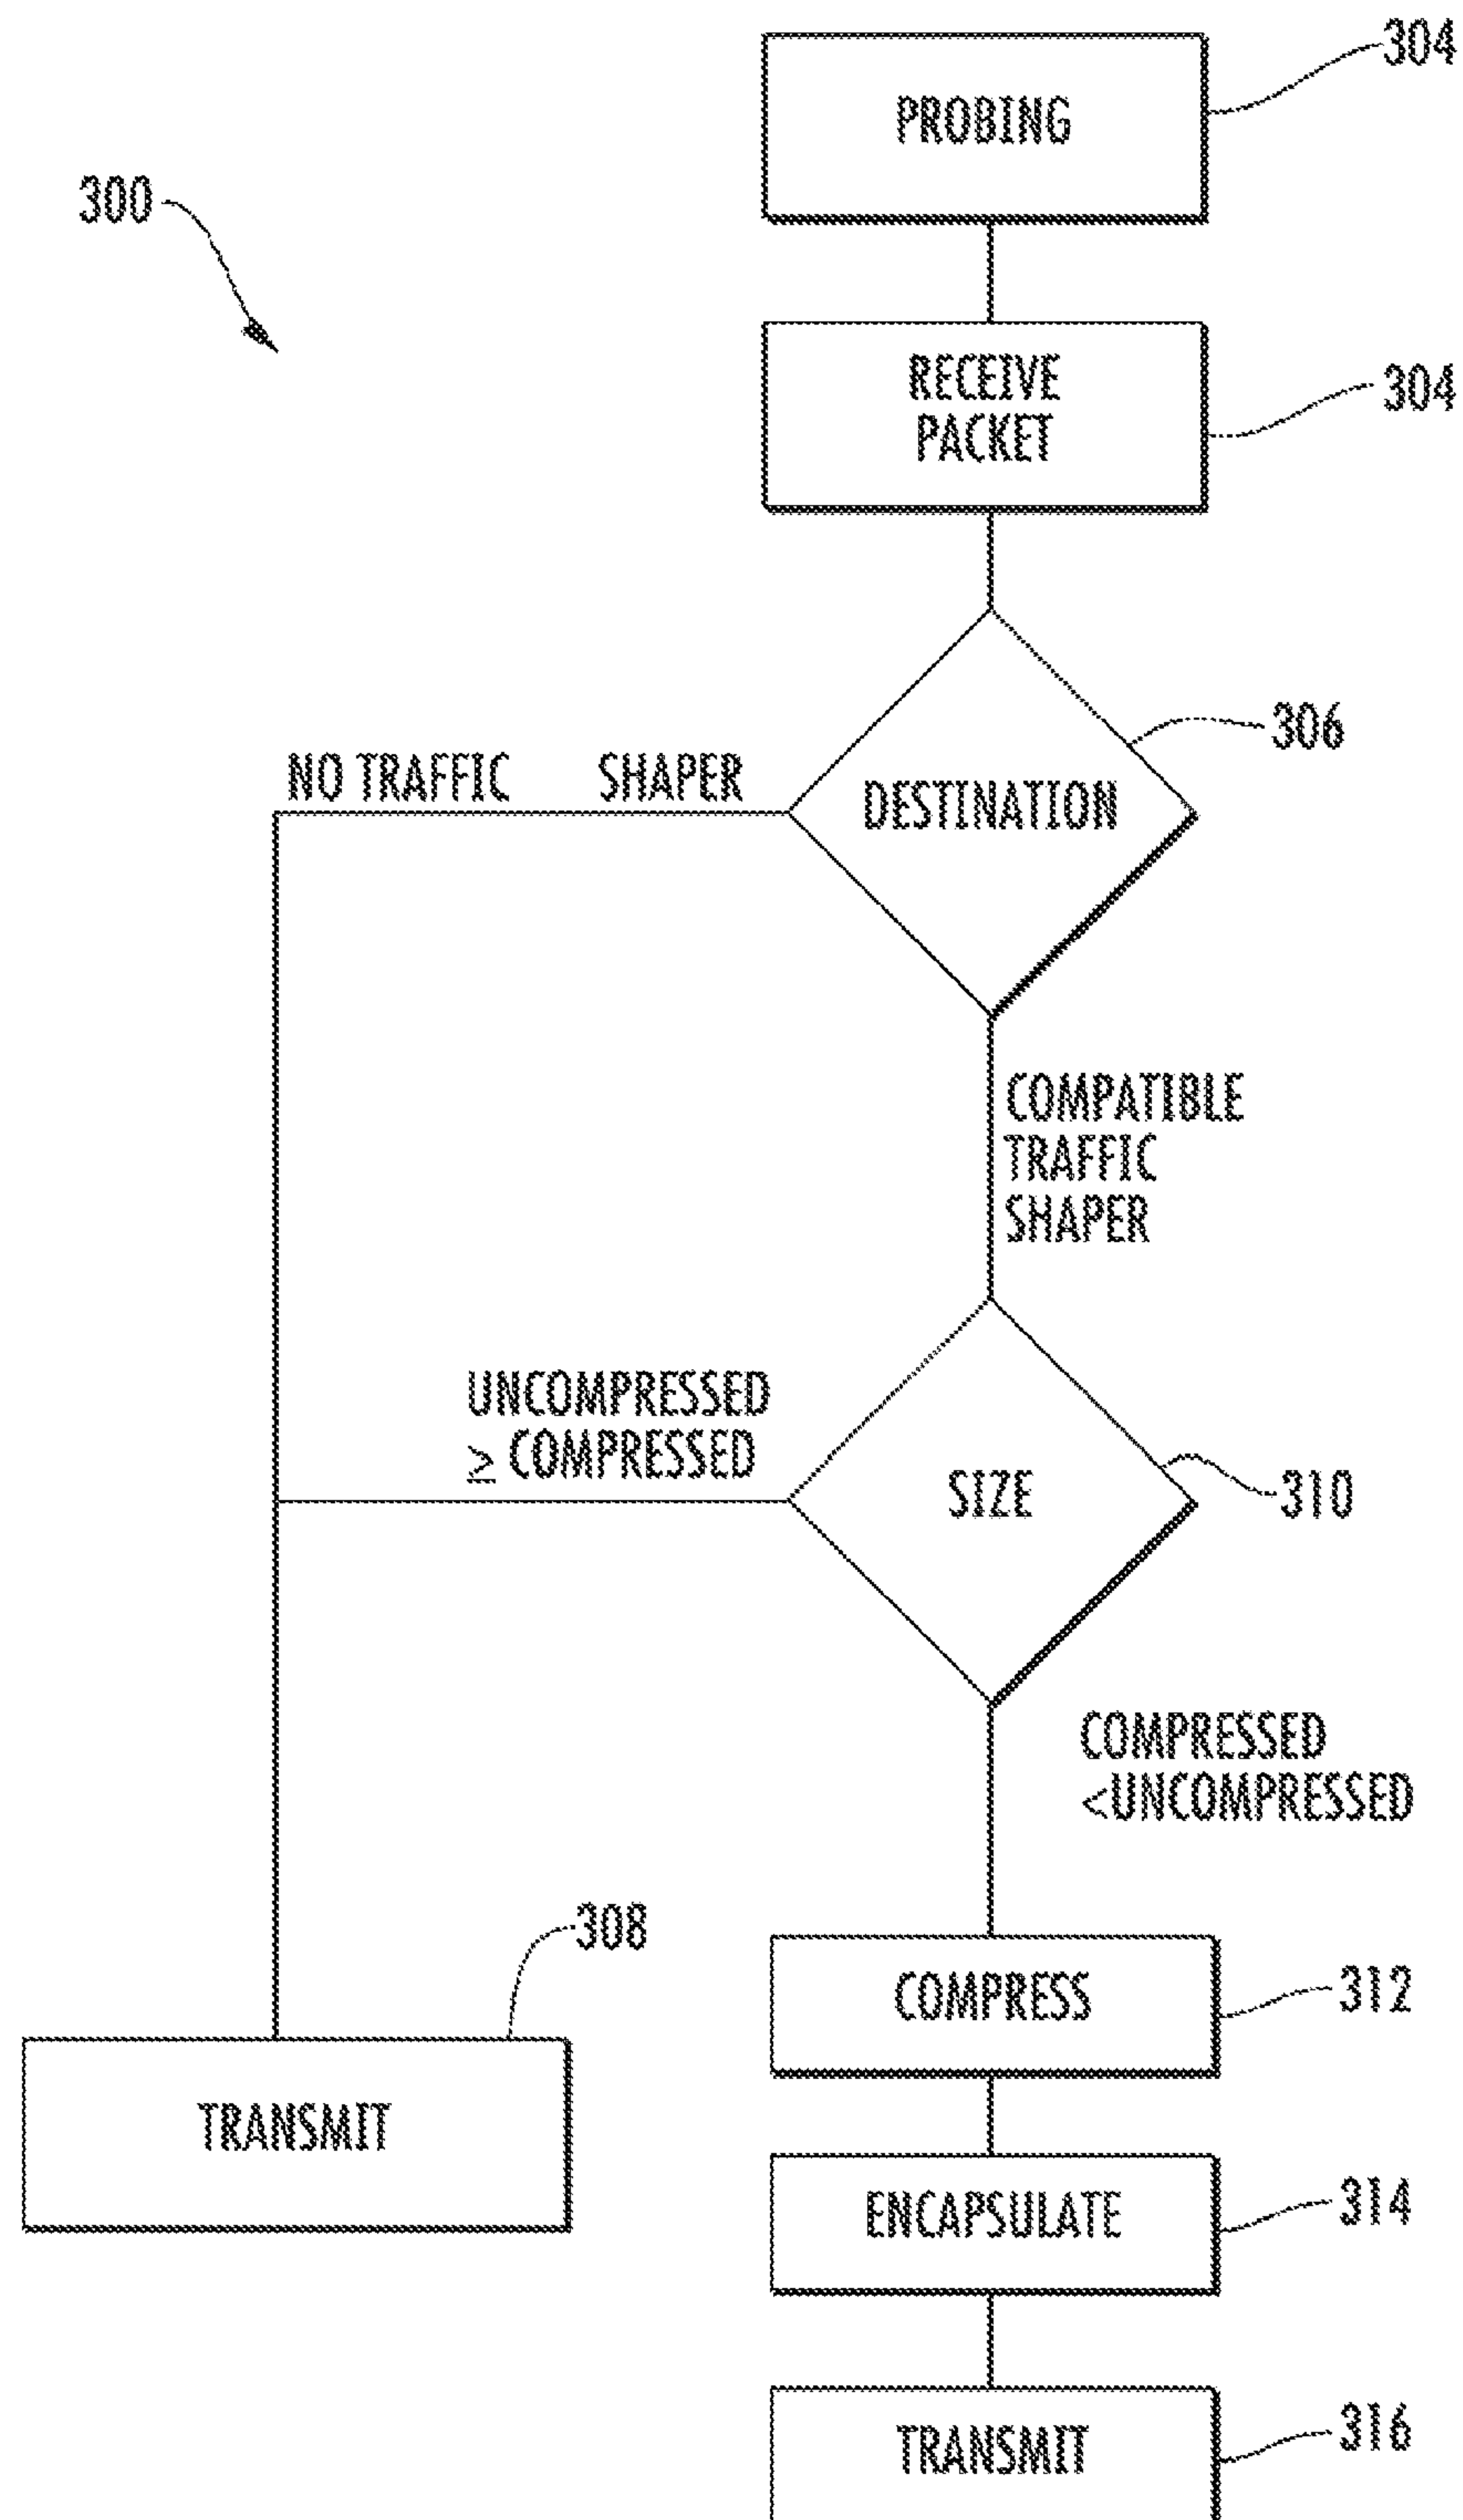 304
PROBING
300
RECEIVE
PACKET
304
306
NO TRAFFIC SHAPER
DESTINATION
COMPATIBLE
TRAFFIC
SHAPER
UNCOMPRESSED
≥ COMPRESSED
SIZE
310
COMPRESSED
<UNCOMPRESSED
308
COMPRESS
312
TRANSMIT
ENCAPSULATE
314
TRANSMIT
316